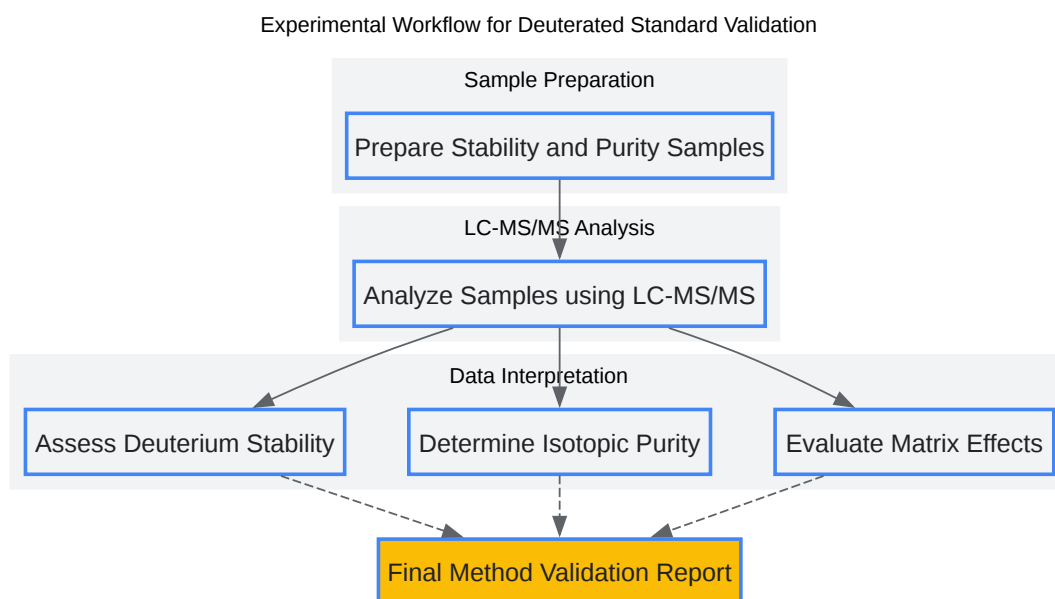 Experimental Workflow for Deuterated Standard Validation
Sample Preparation
Prepare Stability and Purity Samples
LC-MS/MS Analysis
Analyze Samples using LC-MS/MS
Data Interpretation
Assess Deuterium Stability
Determine Isotopic Purity
Evaluate Matrix Effects
Final Method Validation Report